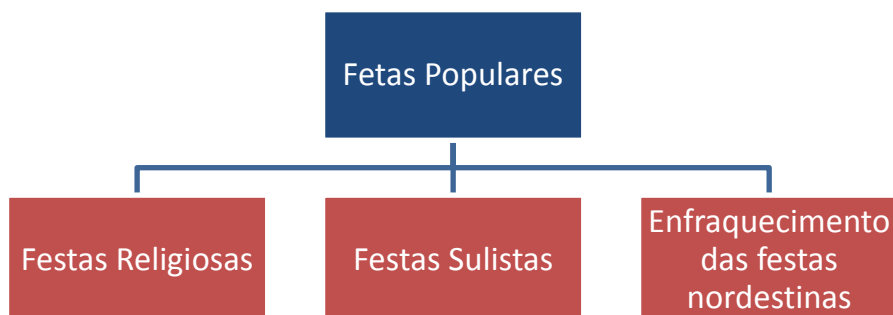 Fetas Populares
Festas Religiosas
Festas Sulistas
Enfraquecimento
das festas
nordestinas